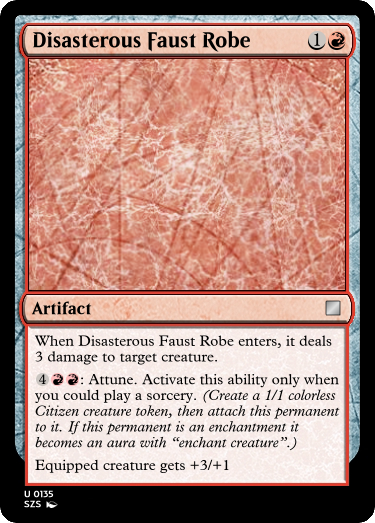 Disasterous Faust Robe 1
Artifact
When Disasterous Faust Robe enters, it deals
3 damage to target creature.
4: Attune. Activate this ability only when
you could play a sorcery. (Create a 1/1 colorless
Citizen creature token, then attach this permanent
to it. If this permanent is an enchantment it
becomes an aura with “enchant creature”.)
Equipped creature gets +3/+1
U 0135
SZS